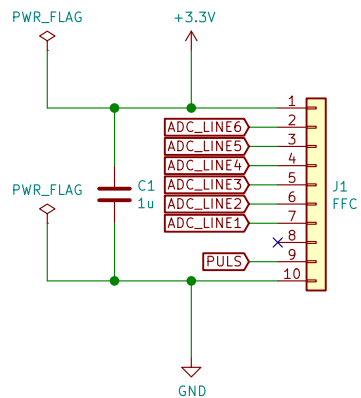 PWR_FLAG
+3.3V
1
ADC_LINE6 2
ADC_LINE5 3
ADC_LINE4 4
PWR_FLAG
C1
1u
ADC_LINE3 5
ADC_LINE2 6
ADC_LINE1 7
J1
FFC
8
PULS 9
10
GND